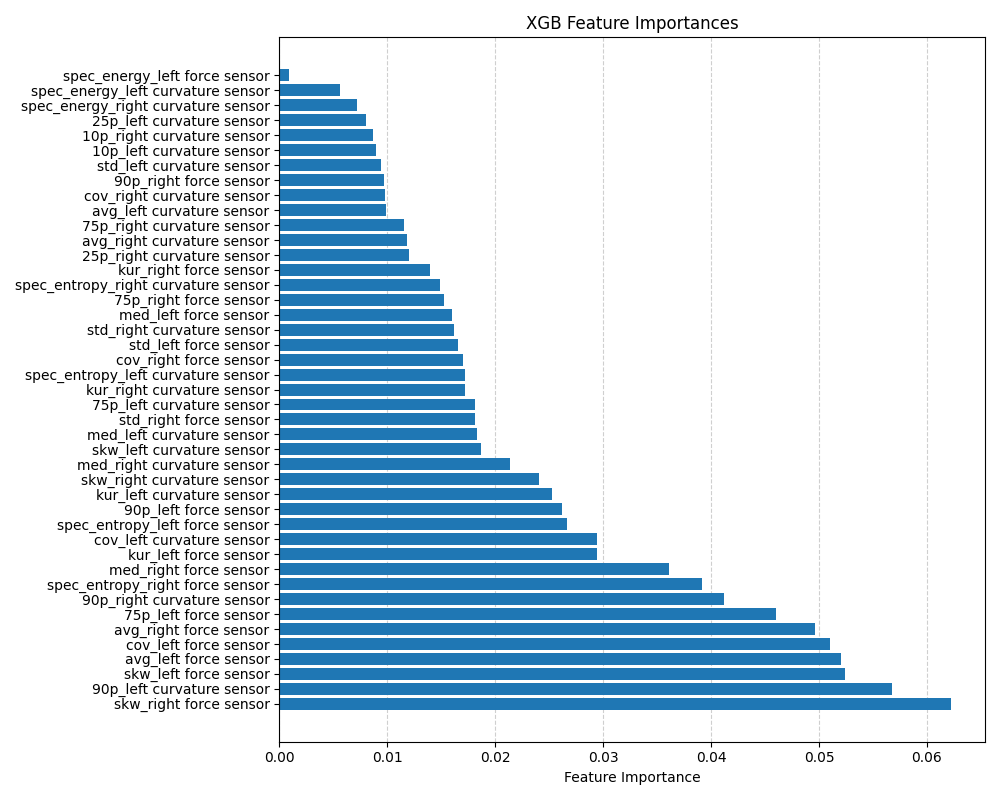 XGB Feature Importances
spec_energy_left force sensor
spec_energy_left curvature sensor
spec_energy_right curvature sensor
25p_left curvature sensor
10p_right curvature sensor
10p_left curvature sensor
std_left curvature sensor
90p_right force sensor
cov_right curvature sensor
avg_left curvature sensor
75p_right curvature sensor
avg_right curvature sensor
25p_right curvature sensor
kur_right force sensor
spec_entropy_right curvature sensor
75p_right force sensor
med_left force sensor
std_right curvature sensor
std_left force sensor
cov_right force sensor
spec_entropy_left curvature sensor
kur_right curvature sensor
75p_left curvature sensor
std_right force sensor
med_left curvature sensor
skw_left curvature sensor
med_right curvature sensor
skw_right curvature sensor
kur_left curvature sensor
90p_left force sensor
spec_entropy_left force sensor
cov_left curvature sensor
kur_left force sensor
med_right force sensor
spec_entropy_right force sensor
90p_right curvature sensor
75p_left force sensor
avg_right force sensor
cov_left force sensor
avg_left force sensor
skw_left force sensor
90p_left curvature sensor
skw_right force sensor
0.00 0.01 0.02 0.03 0.04 0.05 0.06
Feature Importance